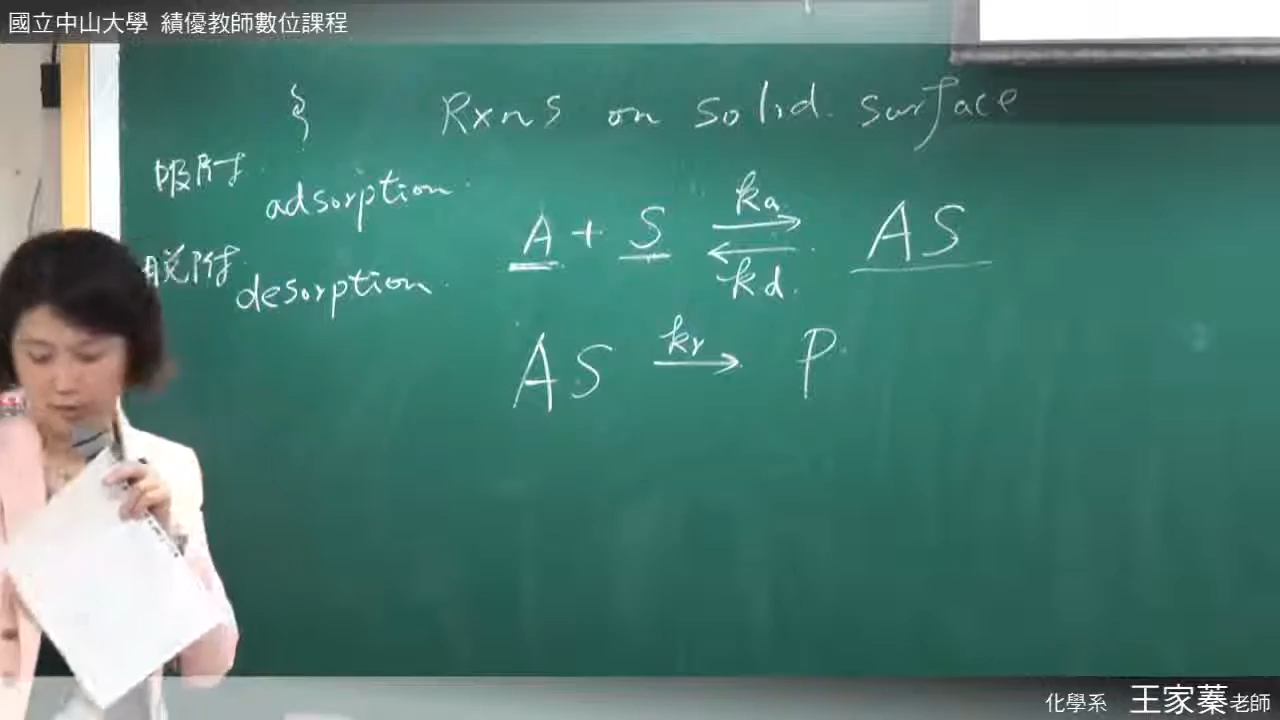 國立中山大學 績優教師數位課程
§ Rxns on solid surface
吸附 adsorption
脫附 desorption
A + S ⇌ AS
ka
kd
AS → P
kr
化學系 王家蓁老師